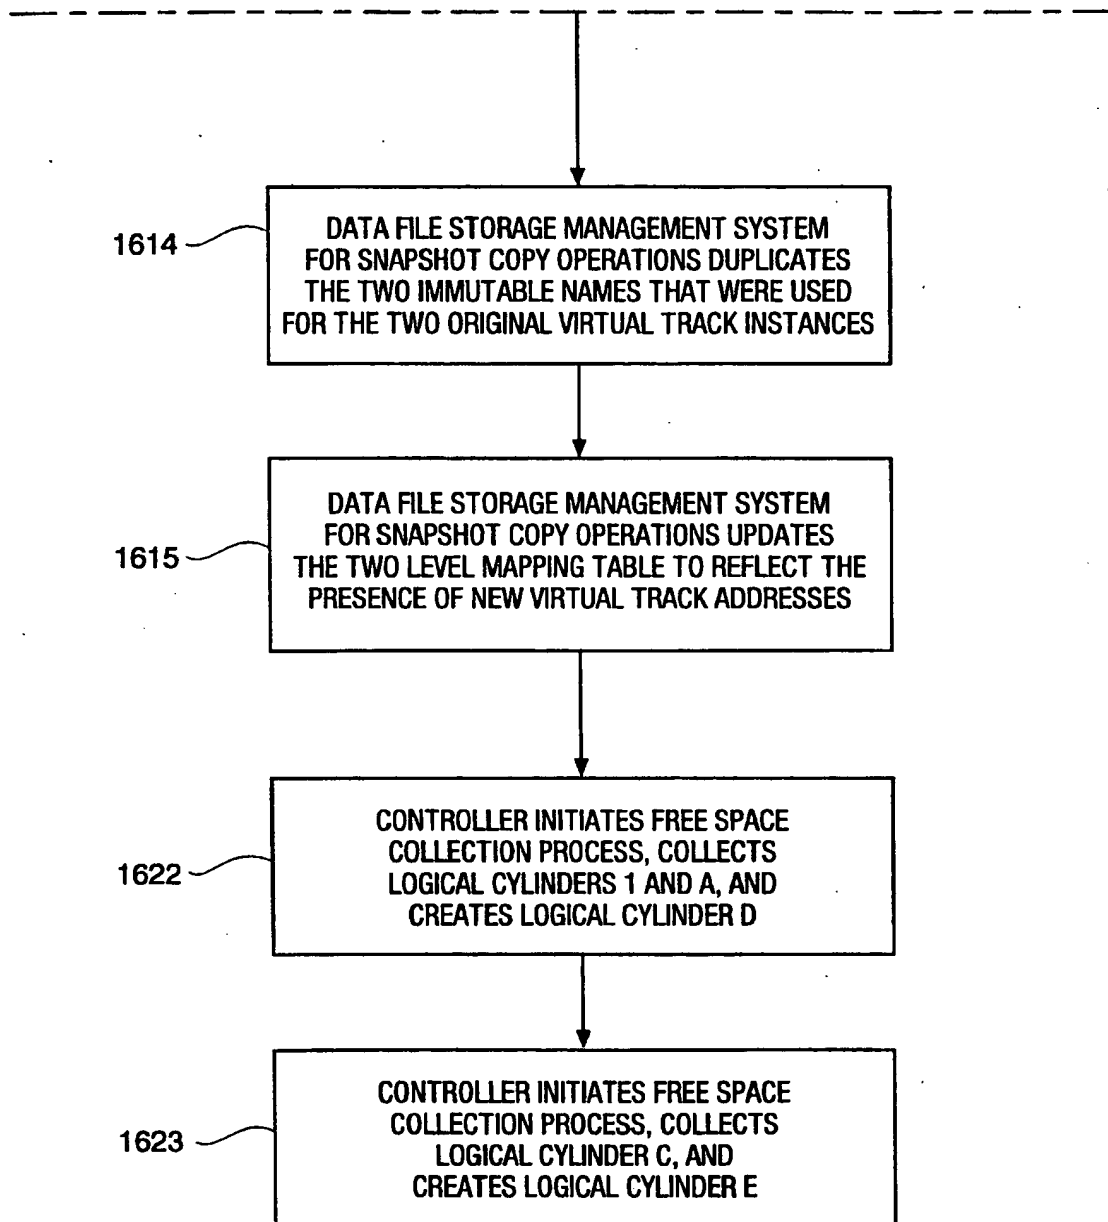 1614
DATA FILE STORAGE MANAGEMENT SYSTEM
FOR SNAPSHOT COPY OPERATIONS DUPLICATES
THE TWO IMMUTABLE NAMES THAT WERE USED
FOR THE TWO ORIGINAL VIRTUAL TRACK INSTANCES
1615
DATA FILE STORAGE MANAGEMENT SYSTEM
FOR SNAPSHOT COPY OPERATIONS UPDATES
THE TWO LEVEL MAPPING TABLE TO REFLECT THE
PRESENCE OF NEW VIRTUAL TRACK ADDRESSES
1622
CONTROLLER INITIATES FREE SPACE
COLLECTION PROCESS, COLLECTS
LOGICAL CYLINDERS 1 AND A, AND
CREATES LOGICAL CYLINDER D
1623
CONTROLLER INITIATES FREE SPACE
COLLECTION PROCESS, COLLECTS
LOGICAL CYLINDER C, AND
CREATES LOGICAL CYLINDER E